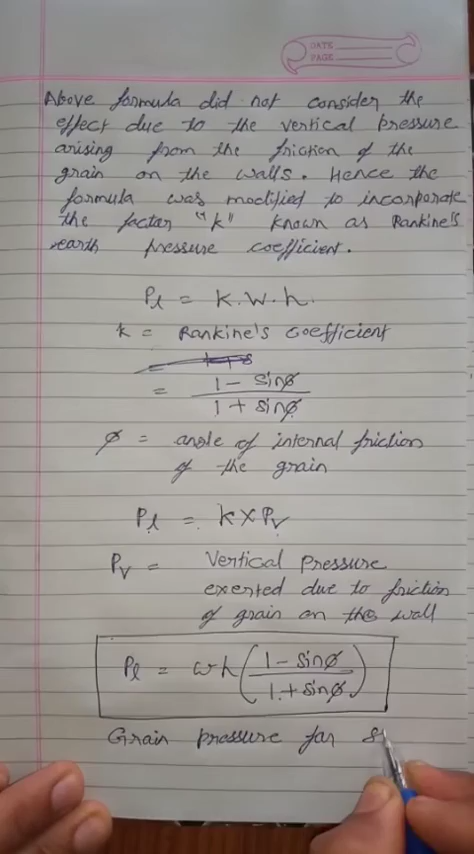 DATE
PAGE
Above formula did not consider the
effect due to the vertical pressure
arising from the friction of the
grain on the walls. Hence the
formula was modified to incorporate
the factor "k" known as Rankine's
earth pressure coefficient.
Pl = K.W.h.
k = Rankine's Coefficient
= 1 - sinφ / 1 + sinφ
φ = angle of internal friction
of the grain
Pl = k x Pv
Pv = Vertical Pressure
exerted due to friction
of grain on the wall
Pl = wh (1 - sinφ / 1 + sinφ)
Grain pressure for s